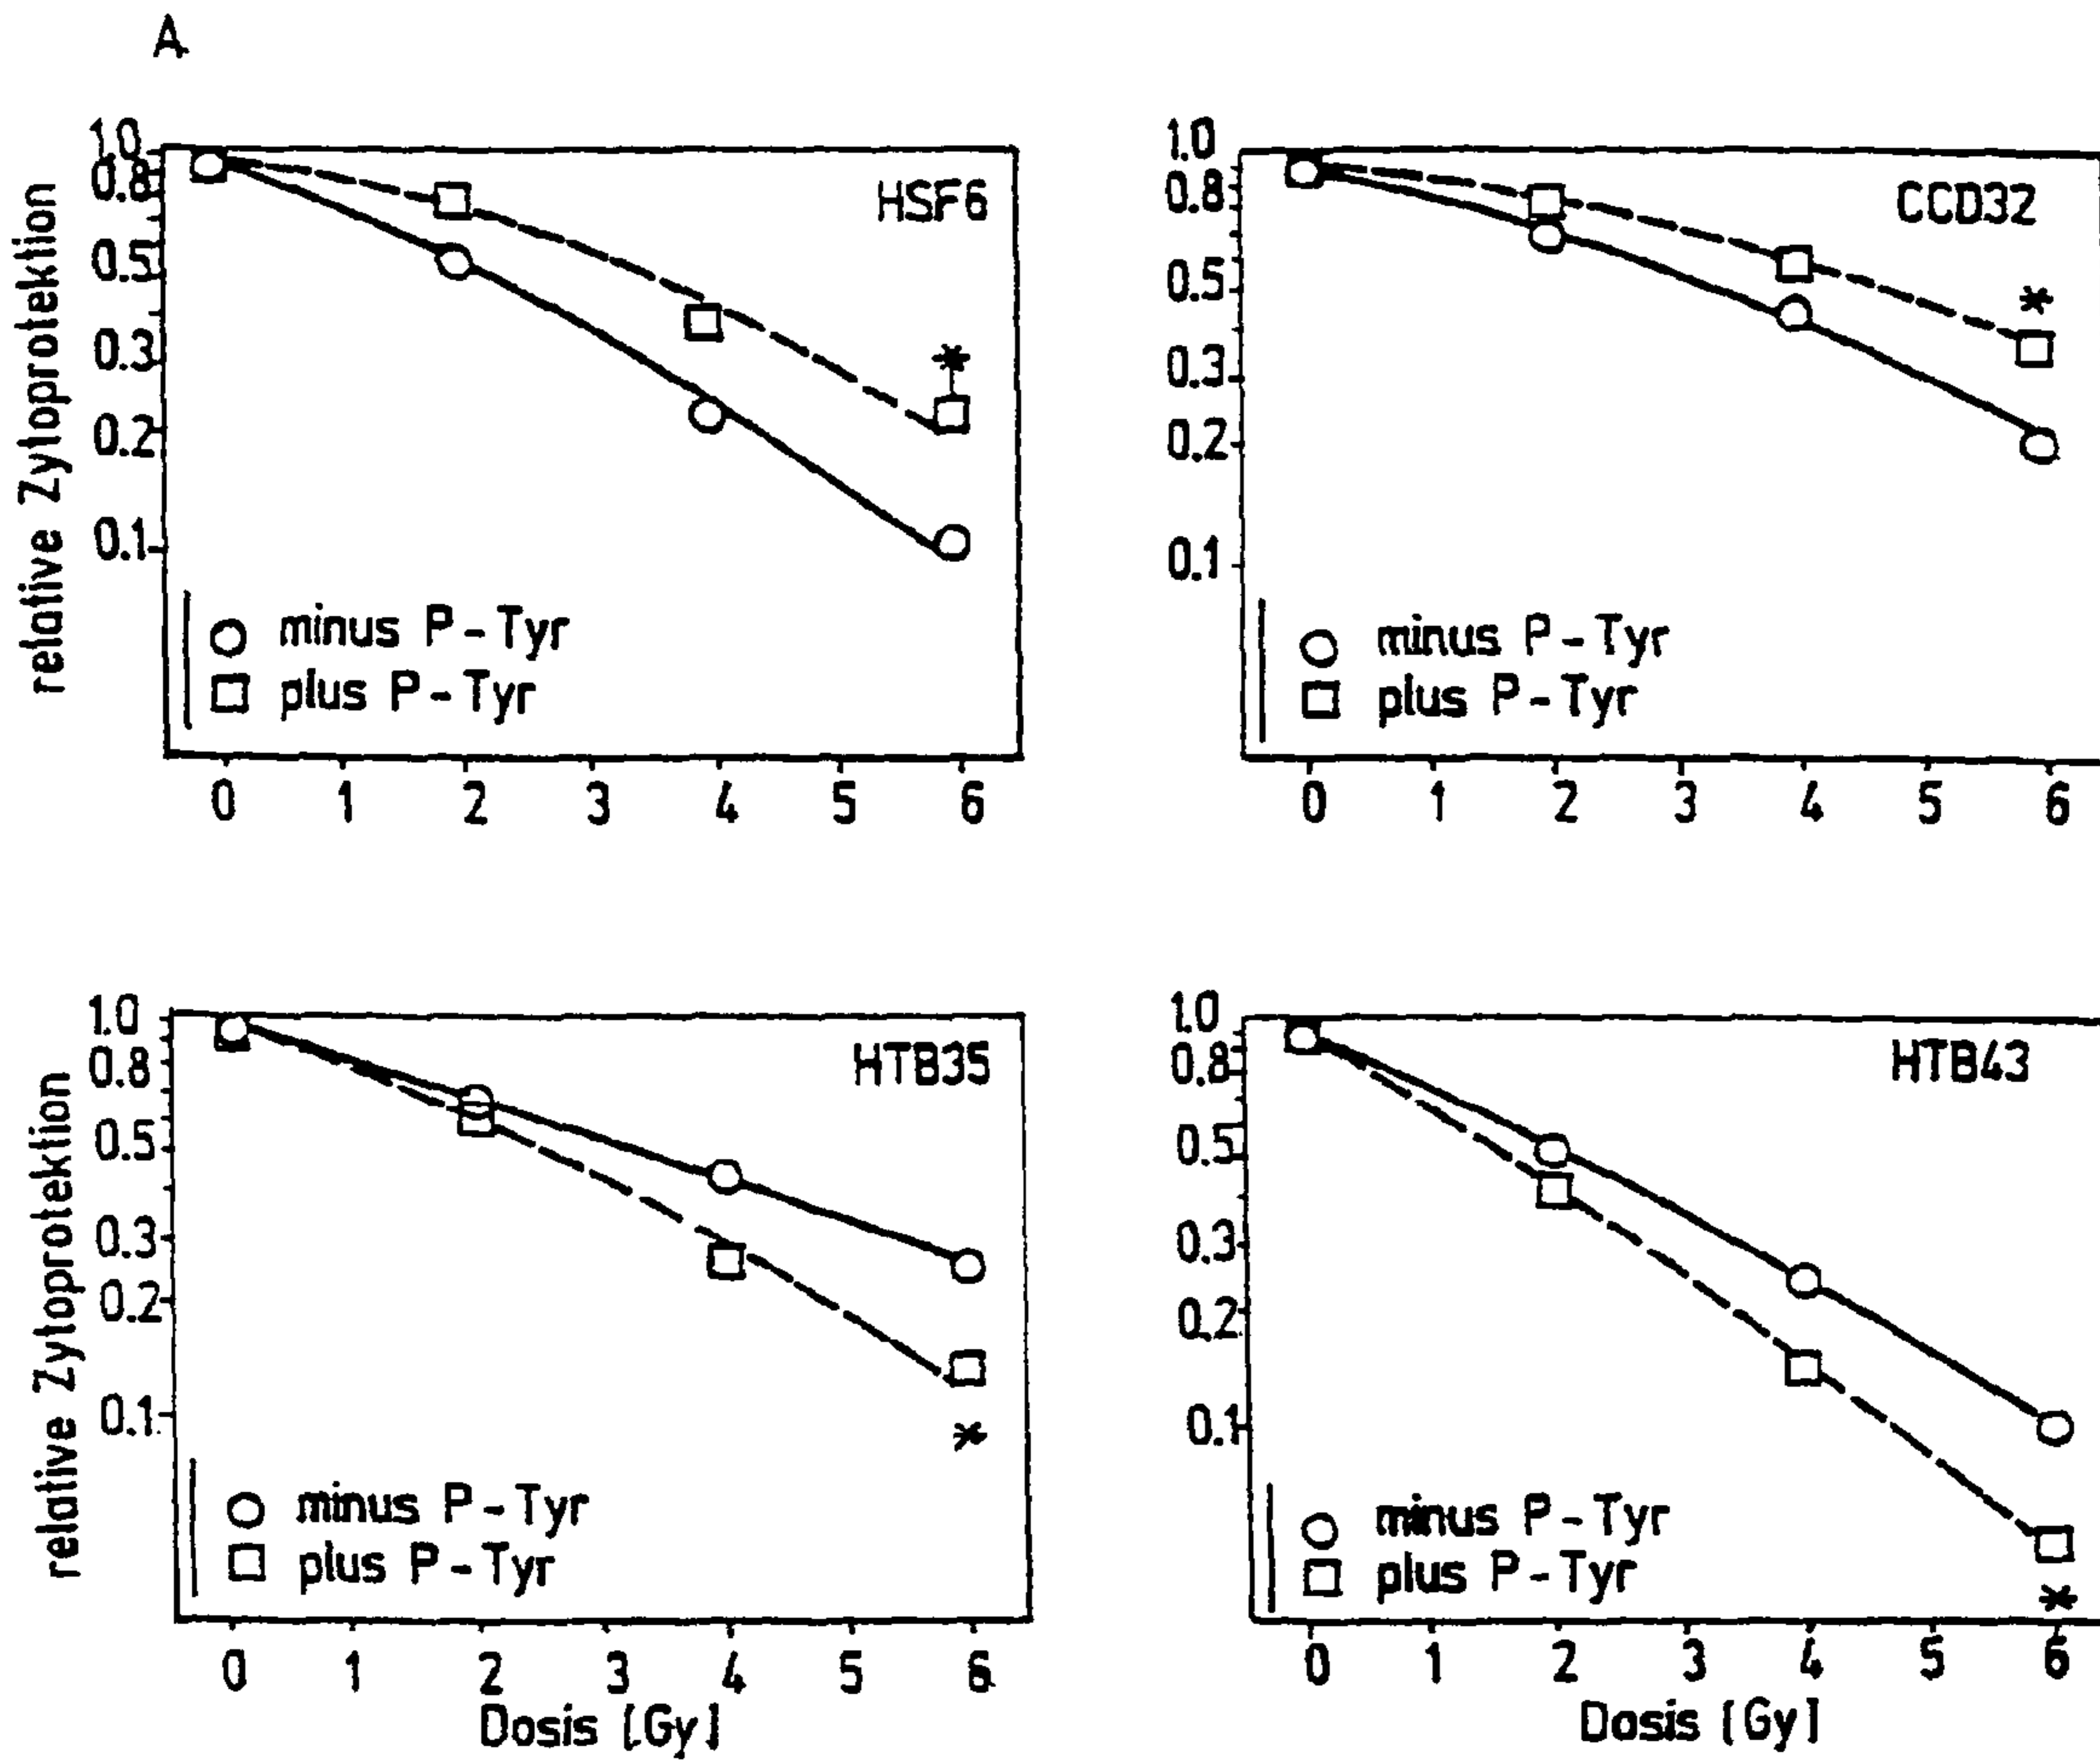 A
relative Zytoprotektion
1.0
0.8
0.5
0.3
0.2
0.1
HSF6
*
minus P-Tyr
plus P-Tyr
0 1 2 3 4 5 6
1.0
0.8
0.5
0.3
0.2
0.1
CCD32
*
minus P-Tyr
plus P-Tyr
0 1 2 3 4 5 6
relative Zytoprotektion
1.0
0.8
0.5
0.3
0.2
0.1
HTB35
*
minus P-Tyr
plus P-Tyr
0 1 2 3 4 5 6
Dosis [Gy]
1.0
0.8
0.5
0.3
0.2
0.1
HTB43
*
minus P-Tyr
plus P-Tyr
0 1 2 3 4 5 6
Dosis [Gy]